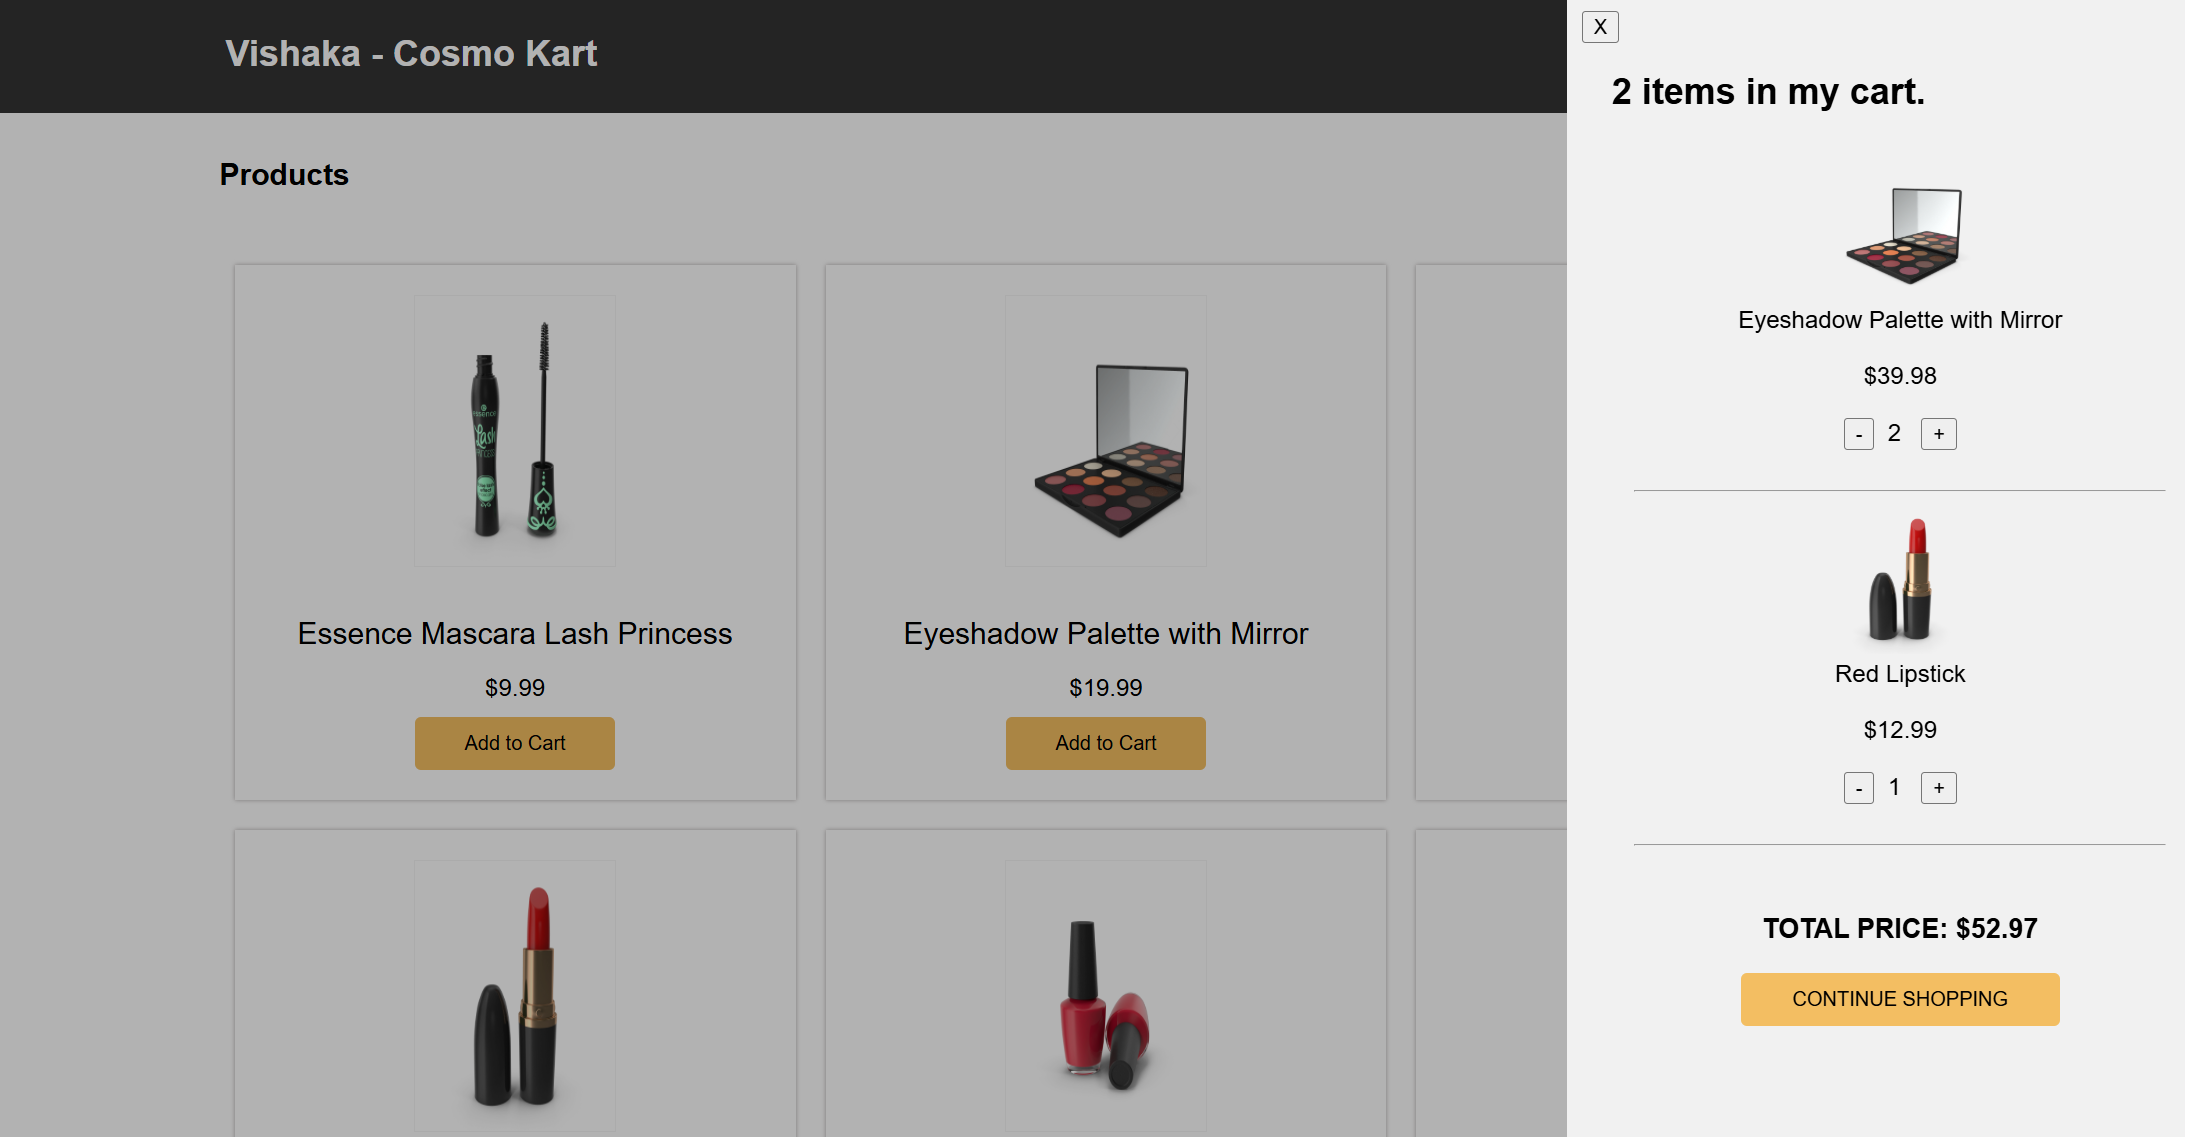 Vishaka - Cosmo Kart
Products
essence
Lash
Essence Mascara Lash Princess
$9.99
Add to Cart
Eyeshadow Palette with Mirror
$19.99
Add to Cart
X
2 items in my cart.
Eyeshadow Palette with Mirror
$39.98
- 2 +
Red Lipstick
$12.99
- 1 +
TOTAL PRICE: $52.97
CONTINUE SHOPPING